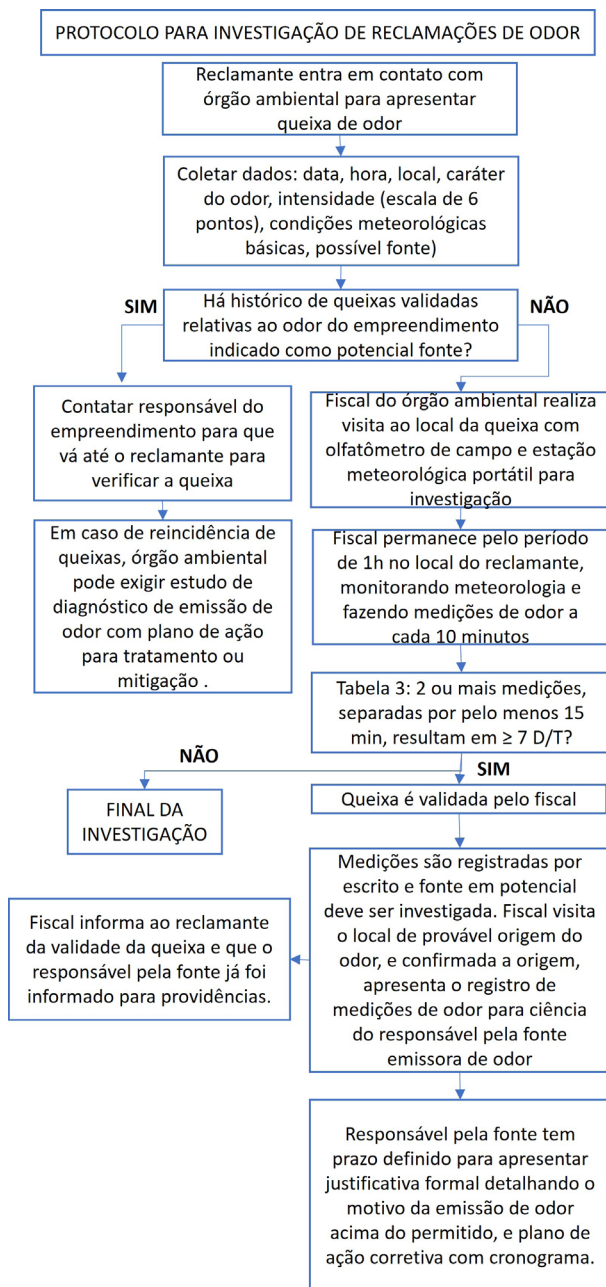 PROTOCOLO PARA INVESTIGAÇÃO DE RECLAMAÇÕES DE ODOR
Reclamante entra em contato com
órgão ambiental para apresentar
queixa de odor
Coletar dados: data, hora, local, caráter
do odor, intensidade (escala de 6
pontos), condições meteorológicas
básicas, possível fonte)
Há histórico de queixas validadas
relativas ao odor do empreendimento
indicado como potencial fonte?
SIM
NÃO
Contatar responsável do
empreendimento para que
vá até o reclamante para
verificar a queixa
Em caso de reincidência de
queixas, órgão ambiental
pode exigir estudo de
diagnóstico de emissão de
odor com plano de ação
para tratamento ou
mitigação .
Fiscal do órgão ambiental realiza
visita ao local da queixa com
olfatômetro de campo e estação
meteorológica portátil para
investigação
Fiscal permanece pelo período
de 1h no local do reclamante,
monitorando meteorologia e
fazendo medições de odor a
cada 10 minutos
Tabela 3: 2 ou mais medições,
separadas por pelo menos 15
min, resultam em ≥ 7 D/T?
NÃO
SIM
FINAL DA
INVESTIGAÇÃO
Queixa é validada pelo fiscal
Medições são registradas por
escrito e fonte em potencial
deve ser investigada. Fiscal visita
o local de provável origem do
odor, e confirmada a origem,
apresenta o registro de
medições de odor para ciência
do responsável pela fonte
emissora de odor
Fiscal informa ao reclamante
da validade da queixa e que o
responsável pela fonte já foi
informado para providências.
Responsável pela fonte tem
prazo definido para apresentar
justificativa formal detalhando o
motivo da emissão de odor
acima do permitido, e plano de
ação corretiva com cronograma.